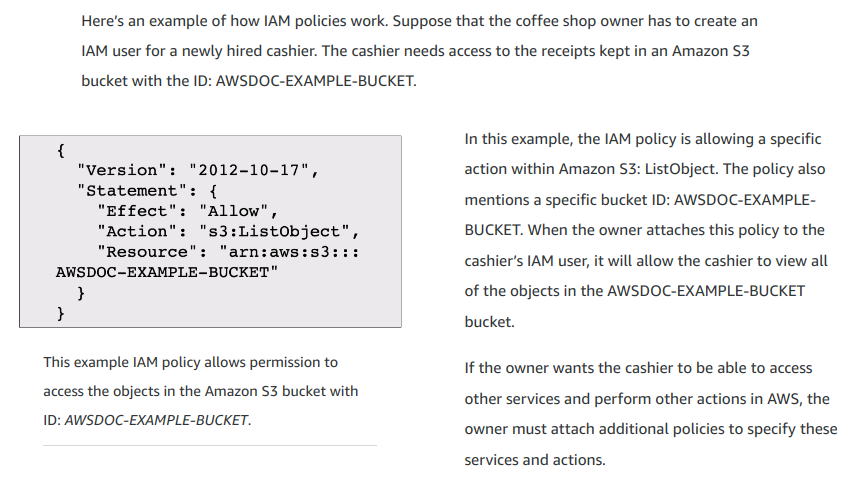 Here’s an example of how IAM policies work. Suppose that the coffee shop owner has to create an
IAM user for a newly hired cashier. The cashier needs access to the receipts kept in an Amazon S3
bucket with the ID: AWSDOC-EXAMPLE-BUCKET.
{
"Version": "2012-10-17",
"Statement": {
"Effect": "Allow",
"Action": "s3:ListObject",
"Resource": "arn:aws:s3:::
AWSDOC-EXAMPLE-BUCKET"
}
}
This example IAM policy allows permission to
access the objects in the Amazon S3 bucket with
ID: AWSDOC-EXAMPLE-BUCKET.
In this example, the IAM policy is allowing a specific
action within Amazon S3: ListObject. The policy also
mentions a specific bucket ID: AWSDOC-EXAMPLE-
BUCKET. When the owner attaches this policy to the
cashier’s IAM user, it will allow the cashier to view all
of the objects in the AWSDOC-EXAMPLE-BUCKET
bucket.
If the owner wants the cashier to be able to access
other services and perform other actions in AWS, the
owner must attach additional policies to specify these
services and actions.